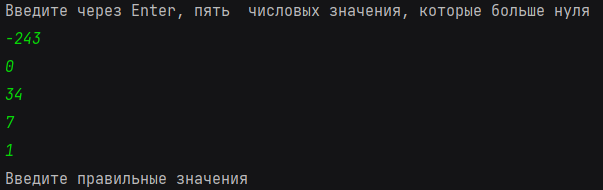 Введите через Enter, пять  числовых значения, которые больше нуля
-243
0
34
7
1
Введите правильные значения